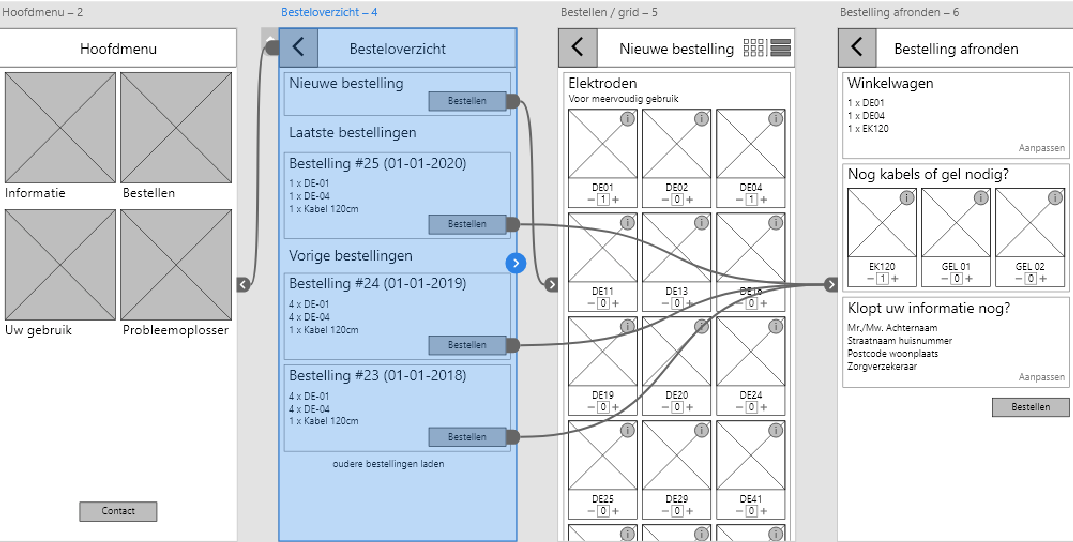 Hoofdmenu – 2
Hoofdmenu
Informatie
Bestellen
Uw gebruik
Probleemoplosser
Contact
Besteloverzicht – 4
Besteloverzicht
Nieuwe bestelling
Bestellen
Laatste bestellingen
Bestelling #25 (01-01-2020)
1 x DE-01
1 x DE-04
1 x Kabel 120cm
Bestellen
Vorige bestellingen
Bestelling #24 (01-01-2019)
4 x DE-01
4 x DE-04
1 x Kabel 120cm
Bestellen
Bestelling #23 (01-01-2018)
4 x DE-01
4 x DE-04
1 x Kabel 120cm
Bestellen
oudere bestellingen laden
Bestellen / grid – 5
Nieuwe bestelling
Elektroden
Voor meervoudig gebruik
i i i
DE01 DE02 DE04
– 1 + – 0 + – 1 +
i i i
DE11 DE13
– 0 + – 0 + – 0 +
i i i
DE19 DE20 DE24
– 0 + – 0 + – 0 +
i i i
DE25 DE29 DE41
– 0 + – 0 + – 0 +
i i i
Bestelling afronden – 6
Bestelling afronden
Winkelwagen
1 x DE01
1 x DE04
1 x EK120
Aanpassen
Nog kabels of gel nodig?
i i i
EK120 GEL 01 GEL 02
– 1 + – 0 + – 0 +
Klopt uw informatie nog?
Mr./Mw. Achternaam
Straatnaam huisnummer
Postcode woonplaats
Zorgverzekeraar
Aanpassen
Bestellen